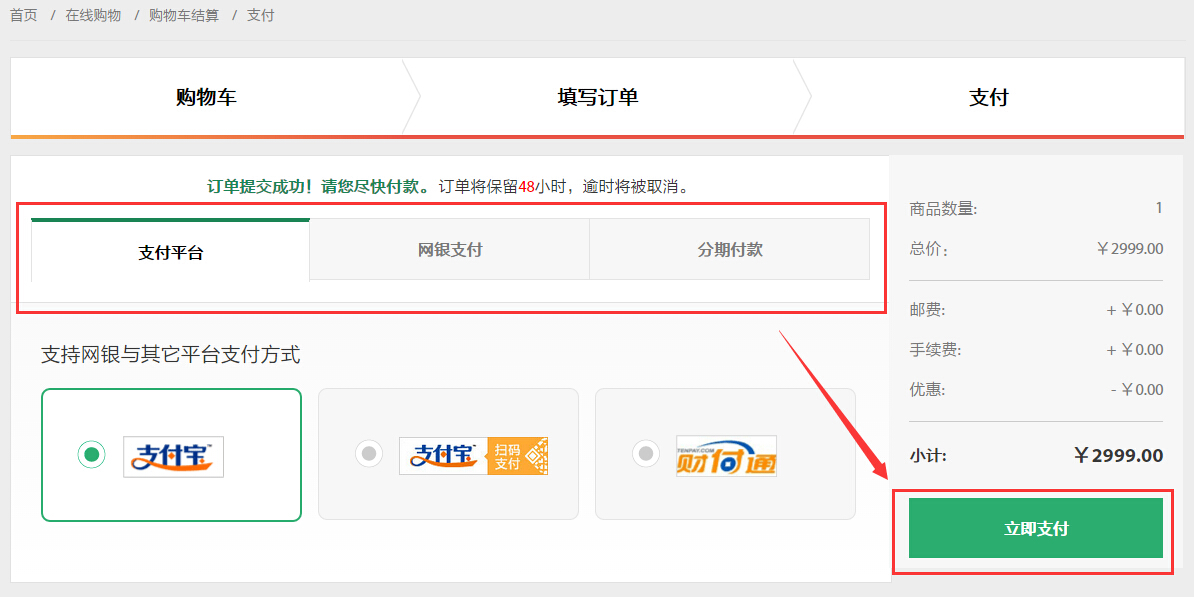 首页 / 在线购物 / 购物车结算 / 支付
购物车
填写订单
支付
订单提交成功！请您尽快付款。订单将保留48小时，逾时将被取消。
支付平台
网银支付
分期付款
支持网银与其它平台支付方式
支付宝™
支付宝™
扫码
支付
TENPAY.COM
财付通
商品数量: 1
总价: ￥2999.00
邮费: + ￥0.00
手续费: + ￥0.00
优惠: - ￥0.00
小计: ￥2999.00
立即支付